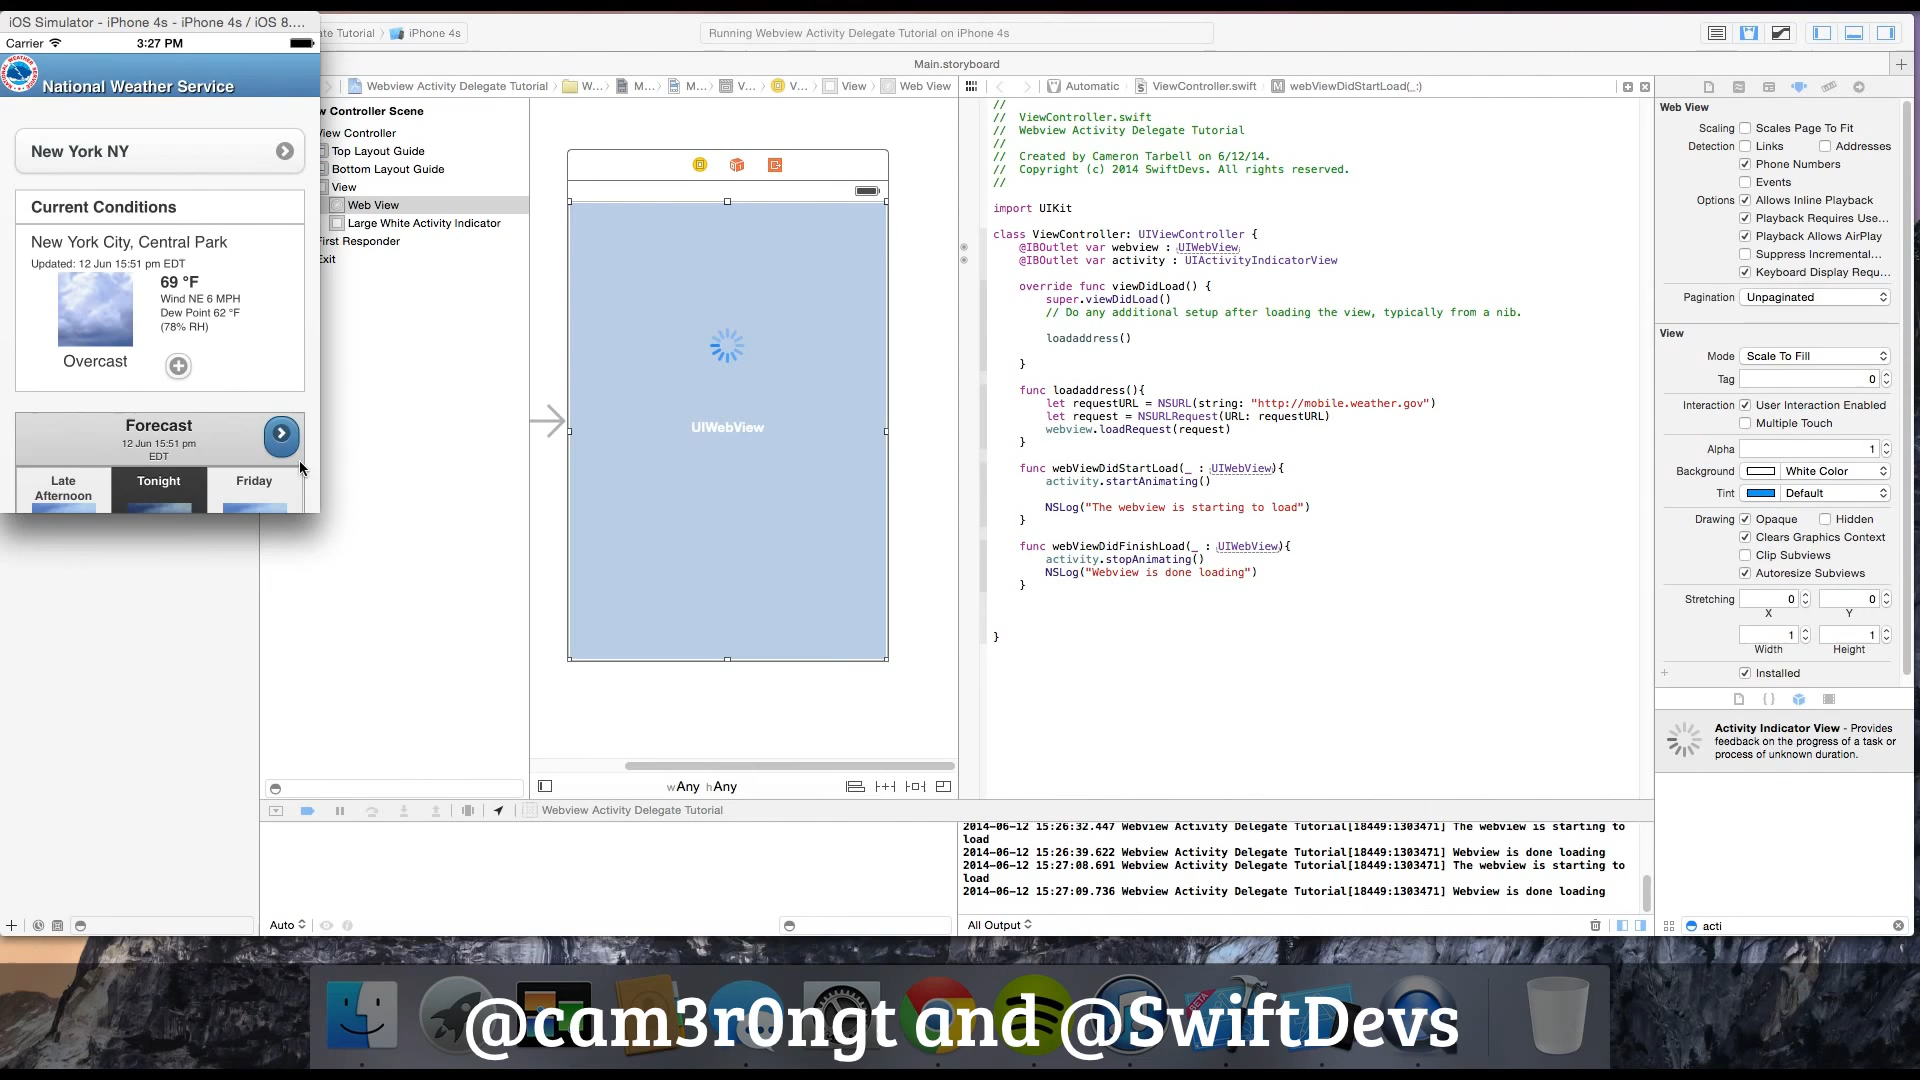 iOS Simulator - iPhone 4s - iPhone 4s / iOS 8....
Carrier
3:27 PM
National Weather Service
New York NY
Current Conditions
New York City, Central Park
Updated: 12 Jun 15:51 pm EDT
69 °F
Wind NE 6 MPH
Dew Point 62 °F
(78% RH)
Overcast
Forecast
12 Jun 15:51 pm
EDT
Late
Afternoon
Tonight
Friday
ate Tutorial
iPhone 4s
Running Webview Activity Delegate Tutorial on iPhone 4s
Main.storyboard
Webview Activity Delegate Tutorial
W...
M...
M...
V...
V...
View
Web View
Automatic
ViewController.swift
webViewDidStartLoad(_:)
w Controller Scene
iew Controller
Top Layout Guide
Bottom Layout Guide
View
Web View
Large White Activity Indicator
First Responder
Exit
UIWebView
wAny hAny
//
//  ViewController.swift
//  Webview Activity Delegate Tutorial
//
//  Created by Cameron Tarbell on 6/12/14.
//  Copyright (c) 2014 SwiftDevs. All rights reserved.
//
import UIKit
class ViewController: UIViewController {
@IBOutlet var webview : UIWebView
@IBOutlet var activity : UIActivityIndicatorView
override func viewDidLoad() {
super.viewDidLoad()
// Do any additional setup after loading the view, typically from a nib.
loadaddress()
}
func loadaddress(){
let requestURL = NSURL(string: "http://mobile.weather.gov")
let request = NSURLRequest(URL: requestURL)
webview.loadRequest(request)
}
func webViewDidStartLoad(_ : UIWebView){
activity.startAnimating()
NSLog("The webview is starting to load")
}
func webViewDidFinishLoad(_ : UIWebView){
activity.stopAnimating()
NSLog("Webview is done loading")
}
}
Web View
Scaling
Scales Page To Fit
Detection
Links
Addresses
Phone Numbers
Events
Options
Allows Inline Playback
Playback Requires Use...
Playback Allows AirPlay
Suppress Incremental...
Keyboard Display Requ...
Pagination
Unpaginated
View
Mode
Scale To Fill
Tag
0
Interaction
User Interaction Enabled
Multiple Touch
Alpha
1
Background
White Color
Tint
Default
Drawing
Opaque
Hidden
Clears Graphics Context
Clip Subviews
Autoresize Subviews
Stretching
0
0
X
Y
1
1
Width
Height
Installed
Activity Indicator View - Provides
feedback on the progress of a task or
process of unknown duration.
acti
Webview Activity Delegate Tutorial
2014-06-12 15:26:32.447 Webview Activity Delegate Tutorial[18449:1303471] The webview is starting to
load
2014-06-12 15:26:39.622 Webview Activity Delegate Tutorial[18449:1303471] Webview is done loading
2014-06-12 15:27:08.691 Webview Activity Delegate Tutorial[18449:1303471] The webview is starting to
load
2014-06-12 15:27:09.736 Webview Activity Delegate Tutorial[18449:1303471] Webview is done loading
Auto
All Output
BETA
@cam3r0ngt and @SwiftDevs